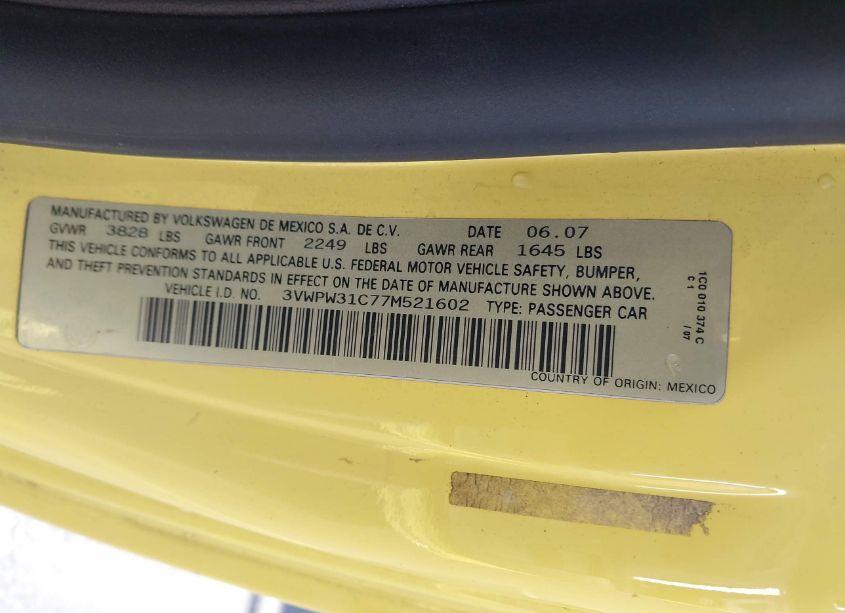 MANUFACTURED BY VOLKSWAGEN DE MEXICO S.A. DE C.V. DATE 06.07
GVWR 3828 LBS GAWR FRONT 2249 LBS GAWR REAR 1645 LBS
THIS VEHICLE CONFORMS TO ALL APPLICABLE U.S. FEDERAL MOTOR VEHICLE SAFETY, BUMPER,
AND THEFT PREVENTION STANDARDS IN EFFECT ON THE DATE OF MANUFACTURE SHOWN ABOVE.
VEHICLE I.D. NO. 3VWPW31C77M521602 TYPE: PASSENGER CAR
COUNTRY OF ORIGIN: MEXICO
1C0 010 374 C
C 1 / 07